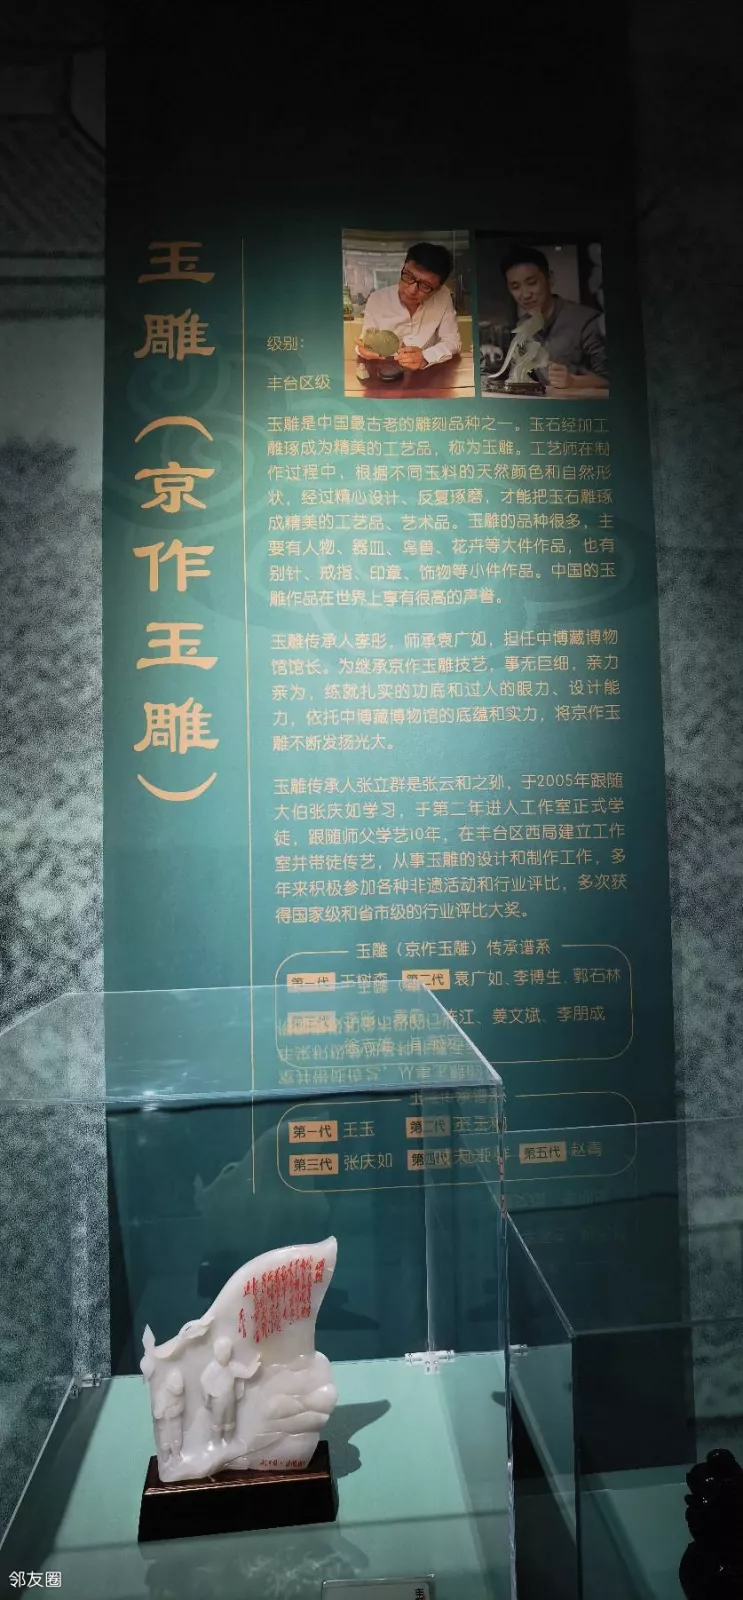 玉雕（京作玉雕）
级别：
丰台区级
玉雕是中国最古老的雕刻品种之一。玉石经加工
雕琢成为精美的工艺品，称为玉雕。工艺师在制
作过程中，根据不同玉料的天然颜色和自然形
状，经过精心设计、反复琢磨，才能把玉石雕琢
成精美的工艺品、艺术品。玉雕的品种很多，主
要有人物、器皿、鸟兽、花卉等大件作品，也有
别针、戒指、印章、饰物等小件作品。中国的玉
雕作品在世界上享有很高的声誉。
玉雕传承人李彤，师承袁广如，担任中博藏博物
馆馆长。为继承京作玉雕技艺，事无巨细，亲力
亲为，练就扎实的功底和过人的眼力、设计能
力，依托中博藏博物馆的底蕴和实力，将京作玉
雕不断发扬光大。
玉雕传承人张立群是张云和之孙，于2005年跟随
大伯张庆如学习，于第二年进入工作室正式学
徒，跟随师父学艺10年，在丰台区西局建立工作
室并带徒传艺，从事玉雕的设计和制作工作，多
年来积极参加各种非遗活动和行业评比，多次获
得国家级和省市级的行业评比大奖。
玉雕（京作玉雕）传承谱系
第一代 王树森 第二代 袁广如、李博生、郭石林
江、姜文斌、李朋成
第一代 王玉 第二代
第三代 张庆如 第四代 第五代 赵青
邻友圈